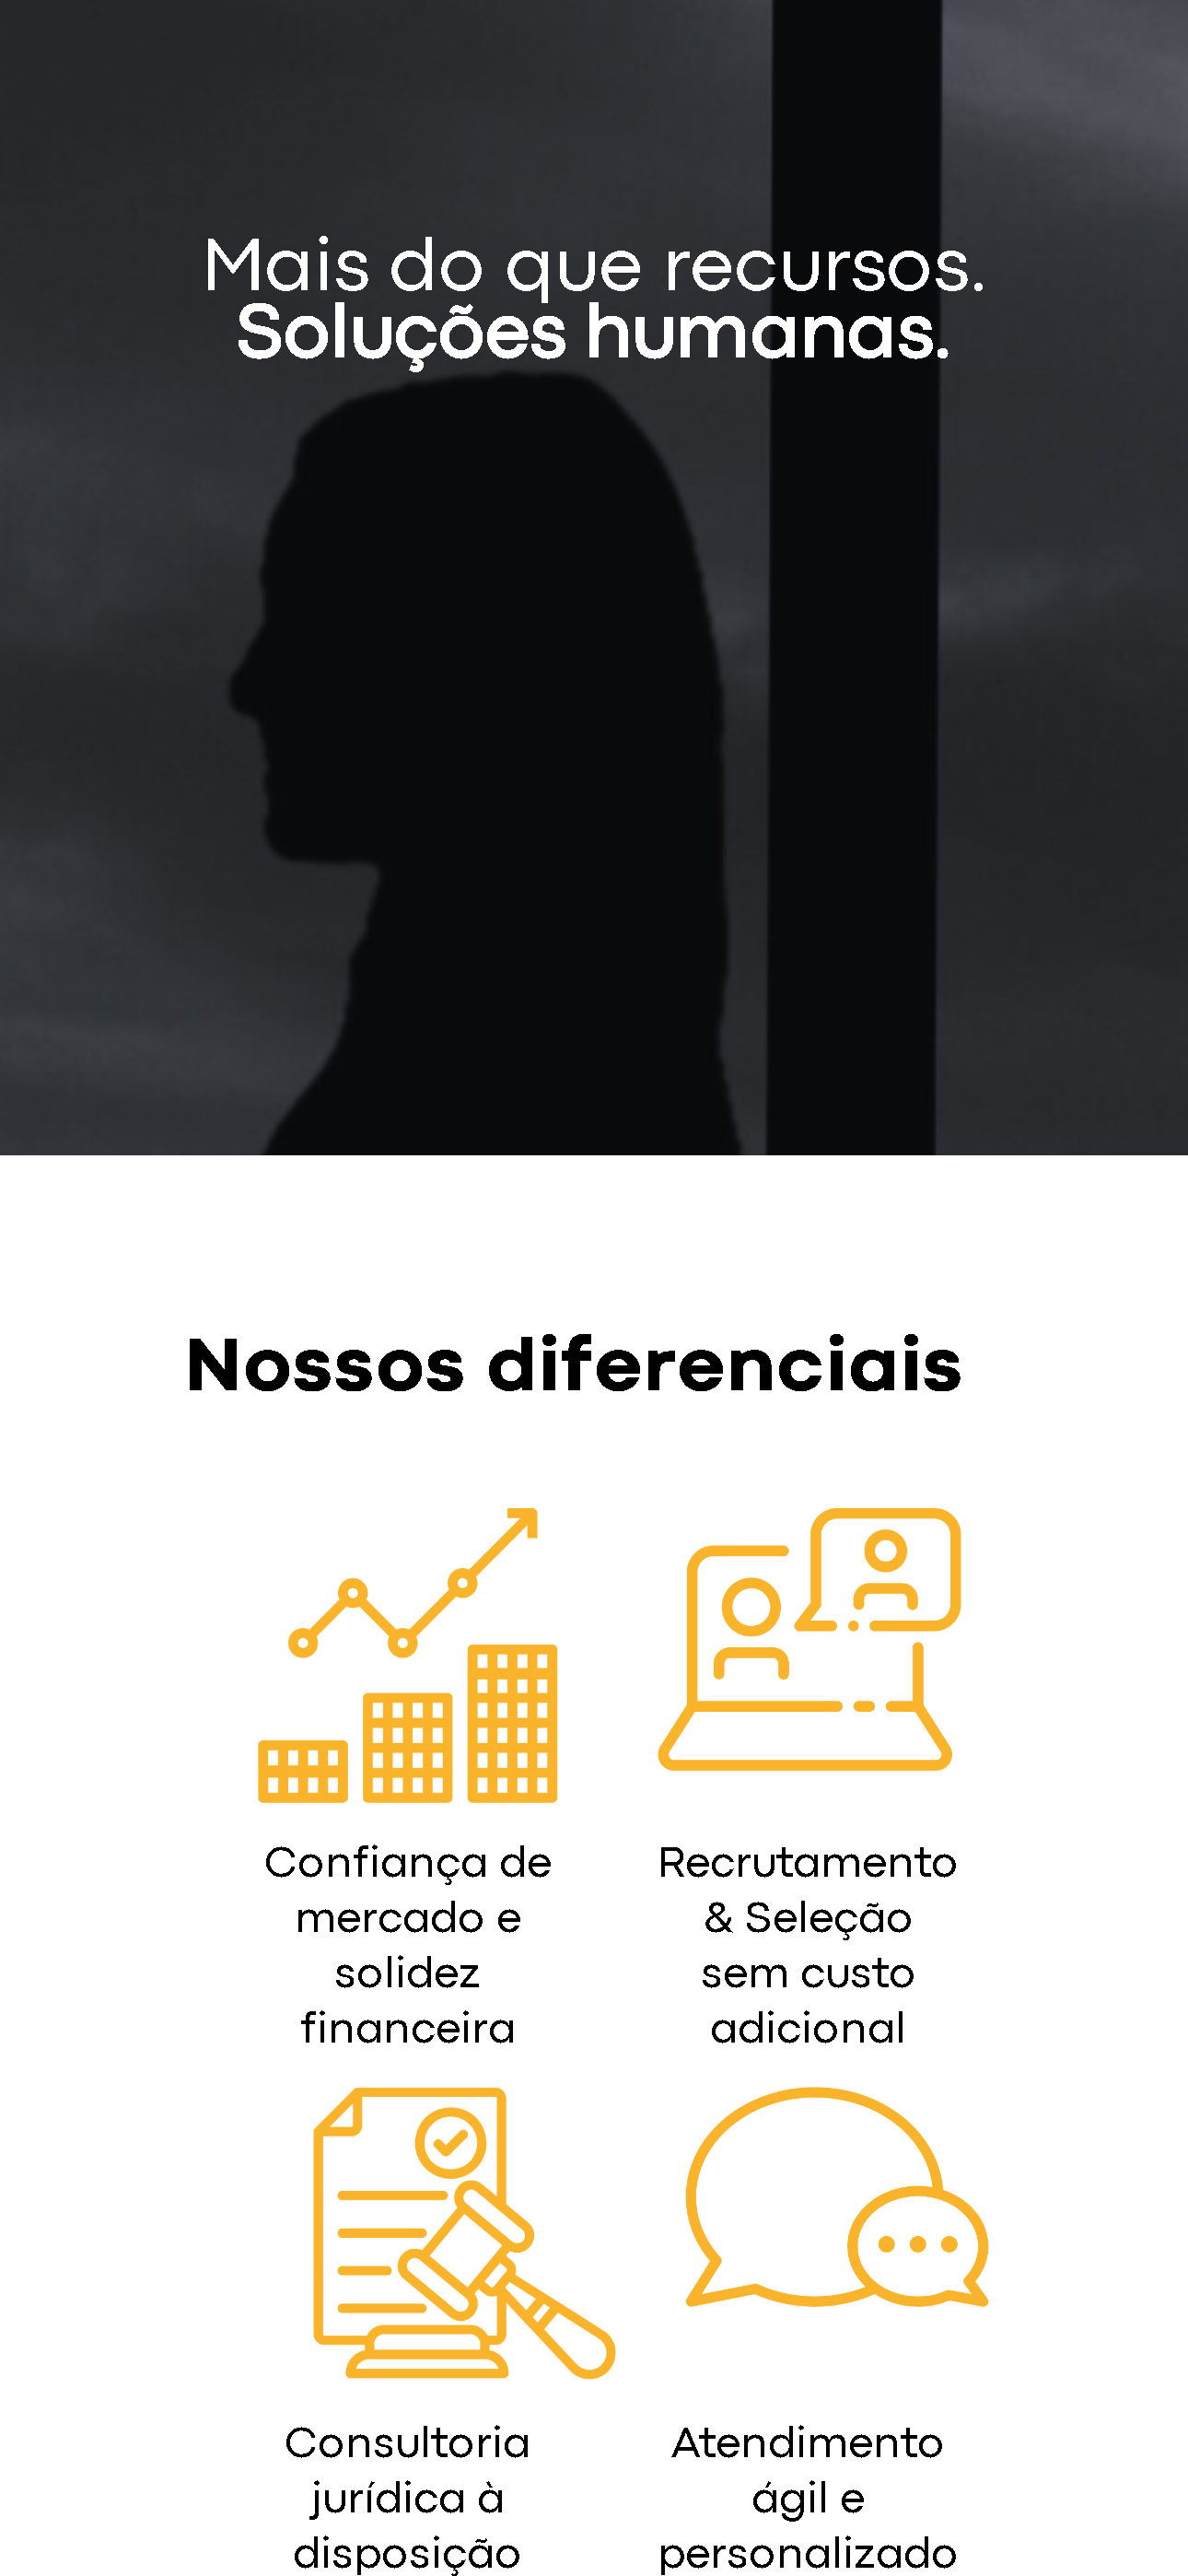 Mais do que recursos.
Soluções humanas.
Nossos diferenciais
Confiança de
mercado e
solidez
financeira
Recrutamento
& Seleção
sem custo
adicional
Consultoria
jurídica à
disposição
Atendimento
ágil e
personalizado